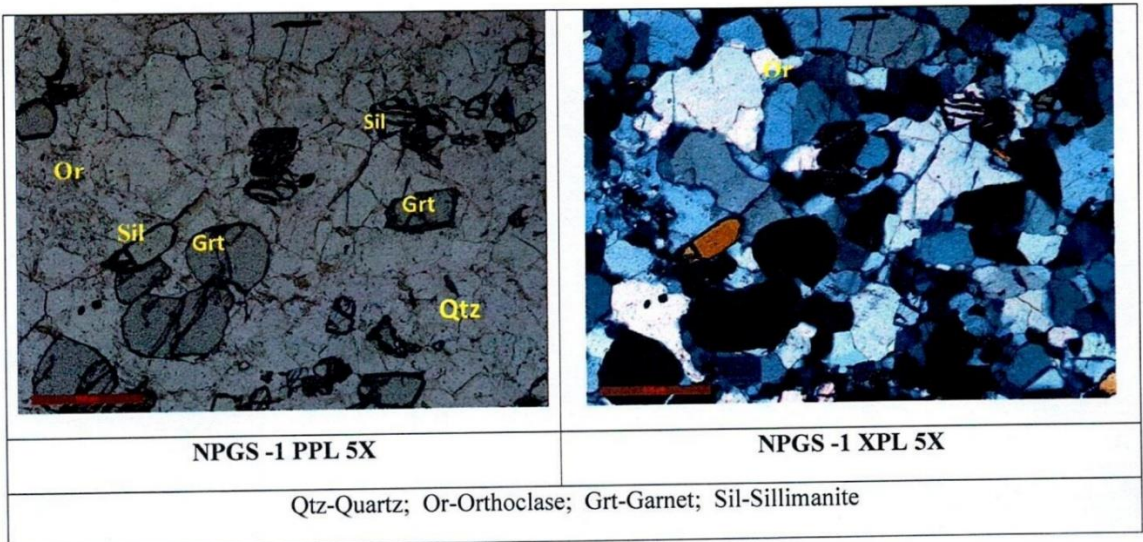 Or
Sil
Or
Grt
Sil
Grt
Qtz
NPGS -1 PPL 5X
NPGS -1 XPL 5X
Qtz-Quartz; Or-Orthoclase; Grt-Garnet; Sil-Sillimanite